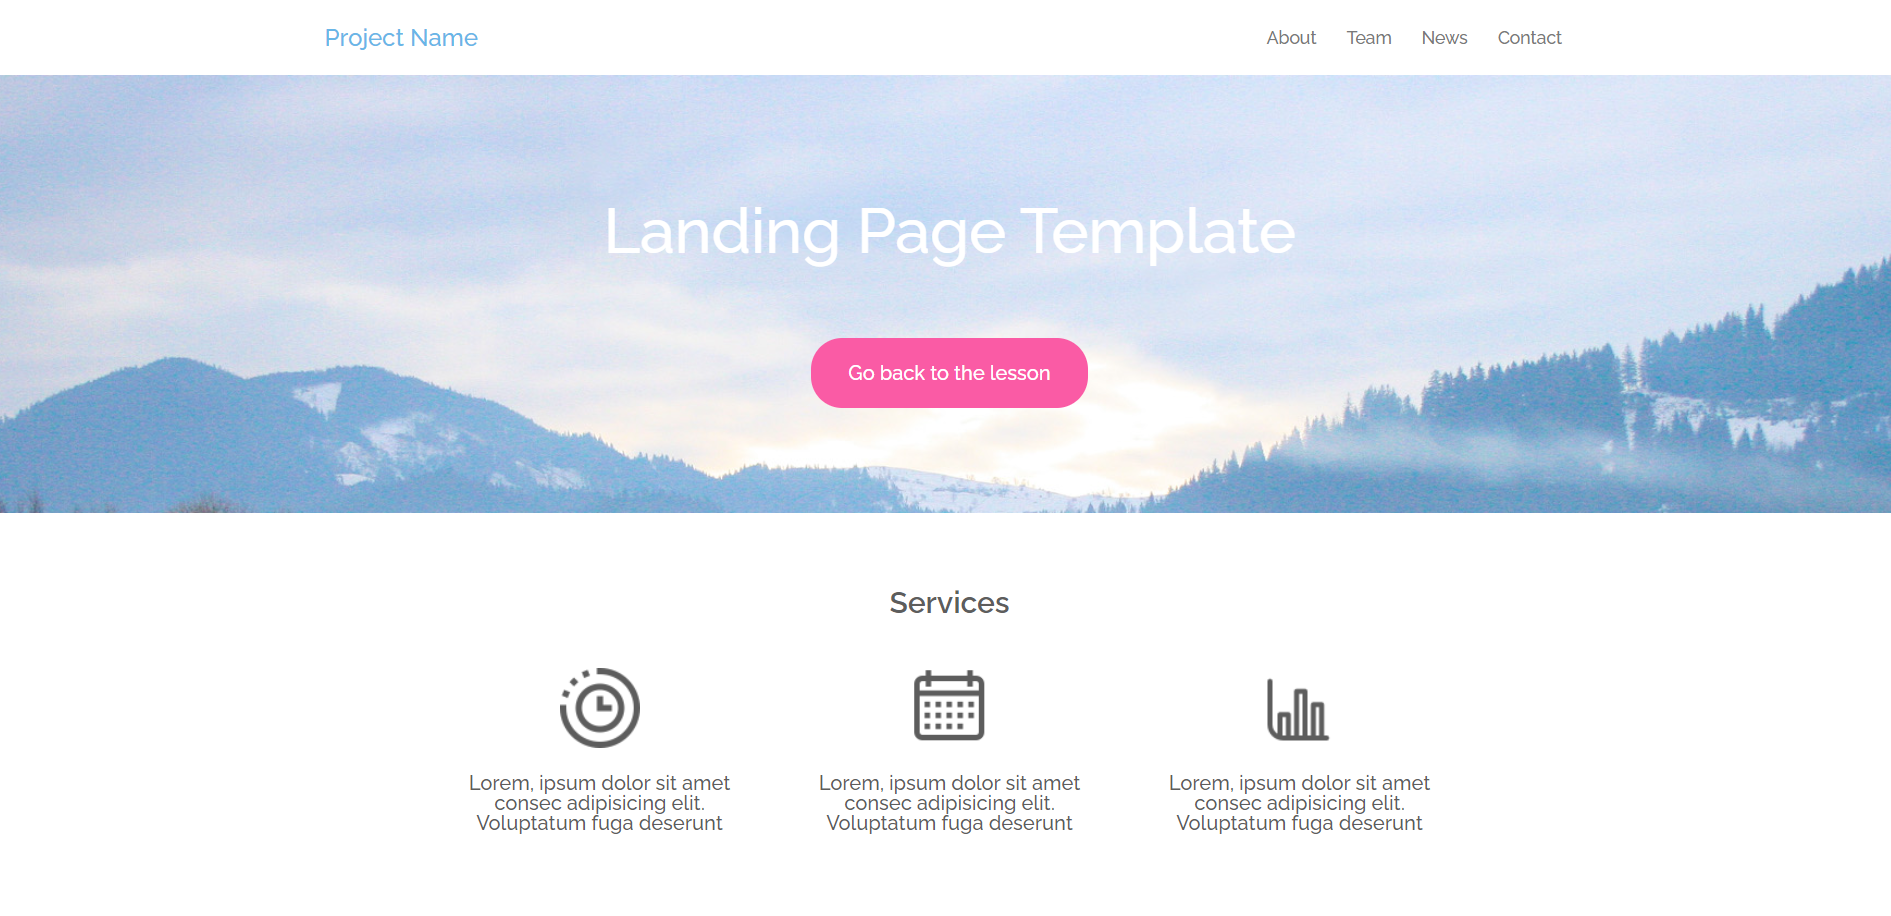 Project Name
About Team News Contact
Landing Page Template
Go back to the lesson
Services
Lorem, ipsum dolor sit amet
consec adipisicing elit.
Voluptatum fuga deserunt
Lorem, ipsum dolor sit amet
consec adipisicing elit.
Voluptatum fuga deserunt
Lorem, ipsum dolor sit amet
consec adipisicing elit.
Voluptatum fuga deserunt